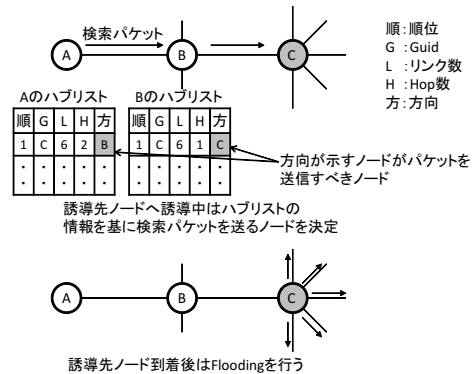 検索パケット
A
B
C
順:順位
G :Guid
L :リンク数
H :Hop数
方:方向
Aのハブリスト
Bのハブリスト
順 G L H 方
1 C 6 2 B
: : : : :
順 G L H 方
1 C 6 1 C
: : : : :
方向が示すノードがパケットを
送信すべきノード
誘導先ノードへ誘導中はハブリストの
情報を基に検索パケットを送るノードを決定
A
B
C
誘導先ノード到着後はFloodingを行う